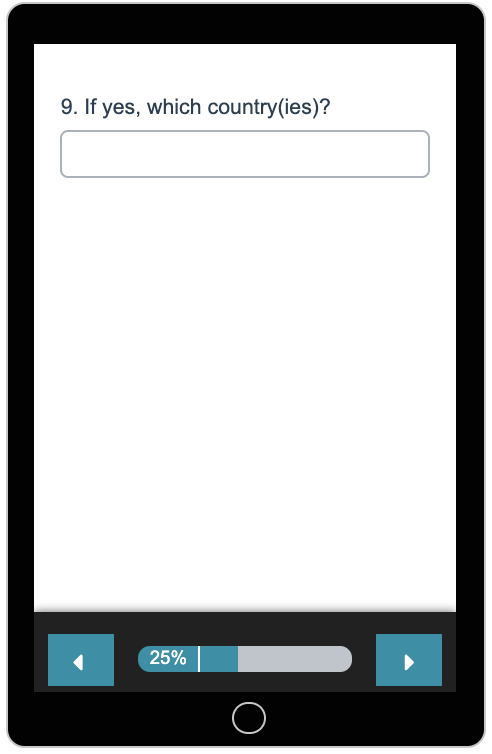 9. If yes, which country(ies)?
25%